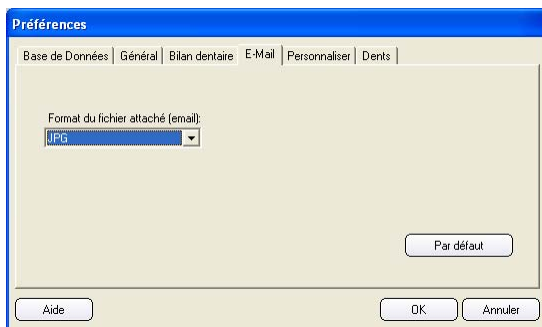 Préférences
Base de Données Général Bilan dentaire E-Mail Personnaliser Dents
Format du fichier attaché (email):
JPG
Par défaut
Aide OK Annuler